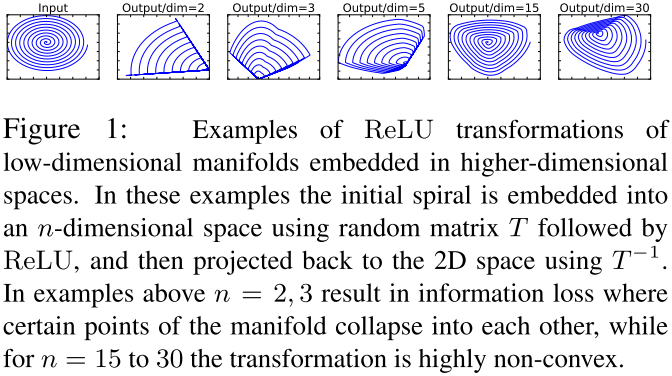 Input Output/dim=2 Output/dim=3 Output/dim=5 Output/dim=15 Output/dim=30
Figure 1: Examples of ReLU transformations of
low-dimensional manifolds embedded in higher-dimensional
spaces. In these examples the initial spiral is embedded into
an n-dimensional space using random matrix T followed by
ReLU, and then projected back to the 2D space using T⁻¹.
In examples above n = 2, 3 result in information loss where
certain points of the manifold collapse into each other, while
for n = 15 to 30 the transformation is highly non-convex.